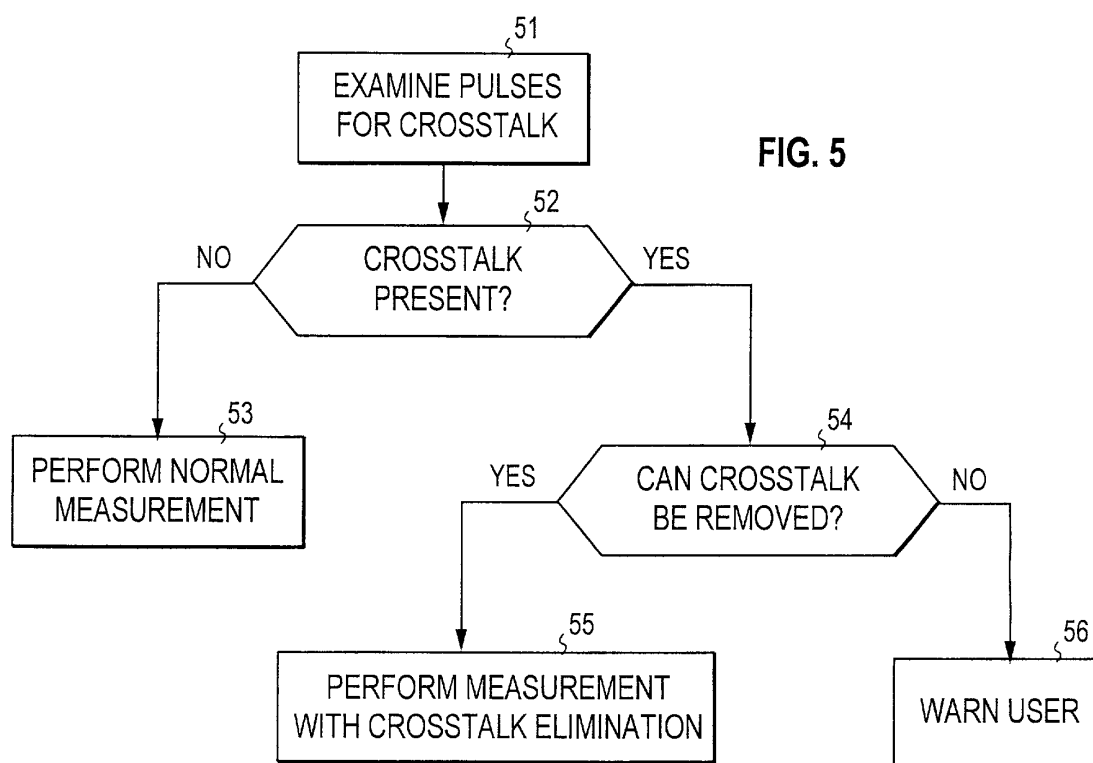 51
EXAMINE PULSES
FOR CROSSTALK
FIG. 5
52
NO
CROSSTALK
PRESENT?
YES
53
PERFORM NORMAL
MEASUREMENT
54
YES
CAN CROSSTALK
BE REMOVED?
NO
55
PERFORM MEASUREMENT
WITH CROSSTALK ELIMINATION
56
WARN USER